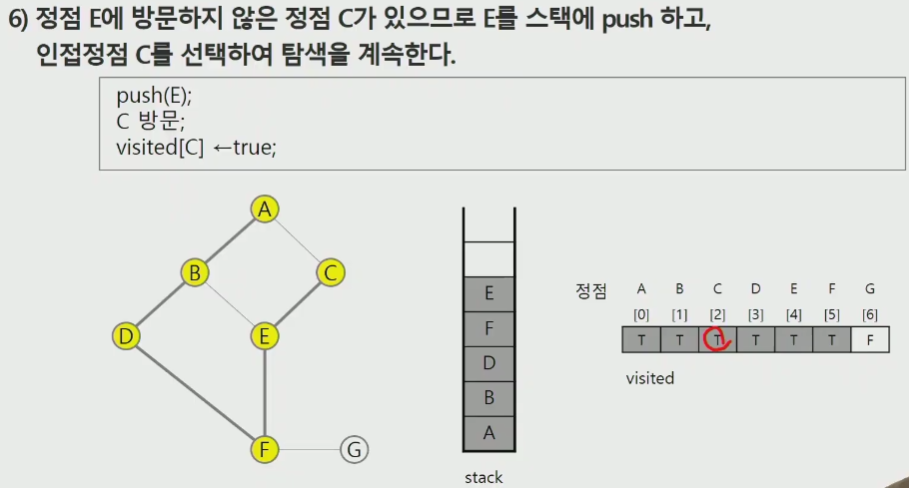 6) 정점 E에 방문하지 않은 정점 C가 있으므로 E를 스택에 push 하고,
인접정점 C를 선택하여 탐색을 계속한다.
push(E);
C 방문;
visited[C] ←true;
A
B
C
D
E
F
G
E
F
D
B
A
stack
정점 A B C D E F G
[0] [1] [2] [3] [4] [5] [6]
T T T T T T F
visited